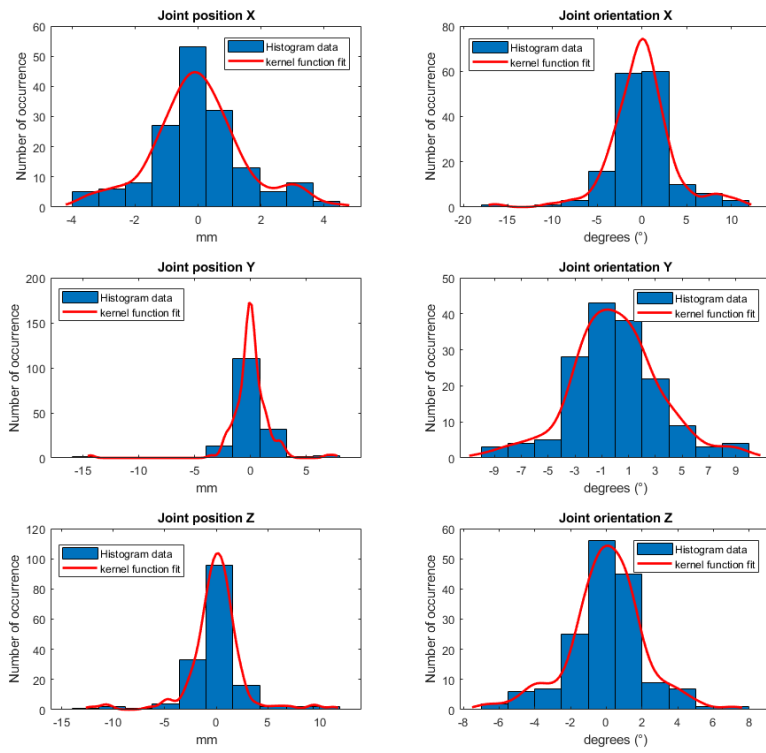 Joint position X
60
50
40
30
20
10
0
Number of occurrence
Histogram data
kernel function fit
-4 -2 0 2 4
mm
Joint orientation X
80
60
40
20
0
Number of occurrence
Histogram data
kernel function fit
-20 -15 -10 -5 0 5 10
degrees (°)
Joint position Y
200
150
100
50
0
Number of occurrence
Histogram data
kernel function fit
-15 -10 -5 0 5
mm
Joint orientation Y
50
40
30
20
10
0
Number of occurrence
Histogram data
kernel function fit
-9 -7 -5 -3 -1 1 3 5 7 9
degrees (°)
Joint position Z
120
100
80
60
40
20
0
Number of occurrence
Histogram data
kernel function fit
-15 -10 -5 0 5 10
mm
Joint orientation Z
60
50
40
30
20
10
0
Number of occurrence
Histogram data
kernel function fit
-8 -6 -4 -2 0 2 4 6 8
degrees (°)